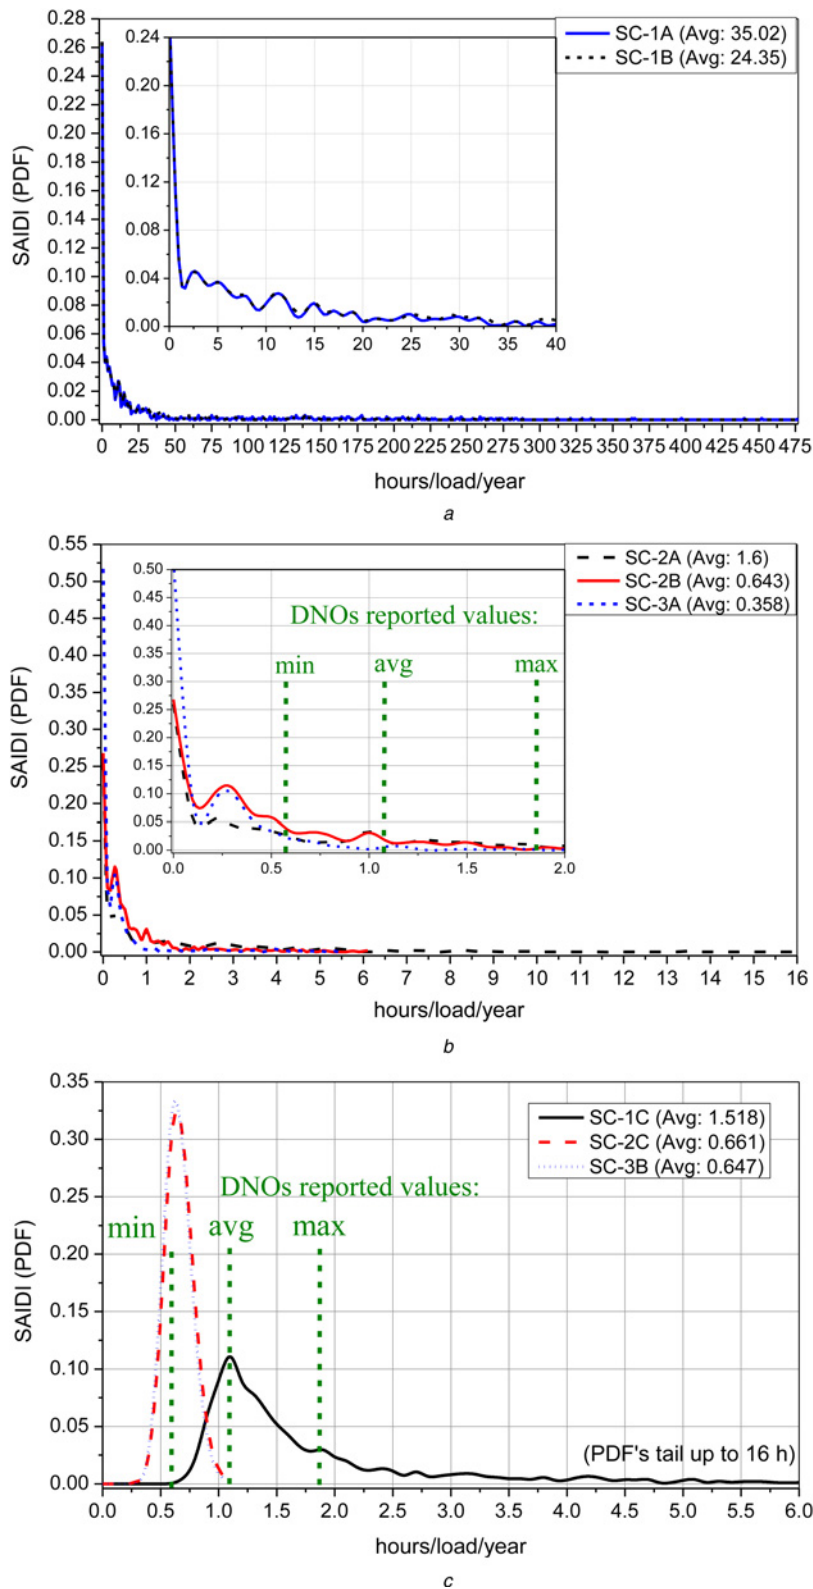 SC-1A (Avg: 35.02)
SC-1B (Avg: 24.35)
0.28
0.26
0.24
0.22
0.20
0.18
0.16
0.14
0.12
0.10
0.08
0.06
0.04
0.02
0.00
SAIDI (PDF)
0.24
0.20
0.16
0.12
0.08
0.04
0.00
0 5 10 15 20 25 30 35 40
0 25 50 75 100 125 150 175 200 225 250 275 300 325 350 375 400 425 450 475
hours/load/year
a
SC-2A (Avg: 1.6)
SC-2B (Avg: 0.643)
SC-3A (Avg: 0.358)
0.55
0.50
0.45
0.40
0.35
0.30
0.25
0.20
0.15
0.10
0.05
0.00
SAIDI (PDF)
0.50
0.45
0.40
0.35
0.30
0.25
0.20
0.15
0.10
0.05
0.00
DNOs reported values:
min avg max
0.0 0.5 1.0 1.5 2.0
0 1 2 3 4 5 6 7 8 9 10 11 12 13 14 15 16
hours/load/year
b
0.35
0.30
0.25
0.20
0.15
0.10
0.05
0.00
SAIDI (PDF)
SC-1C (Avg: 1.518)
SC-2C (Avg: 0.661)
SC-3B (Avg: 0.647)
DNOs reported values:
min avg max
(PDF's tail up to 16 h)
0.0 0.5 1.0 1.5 2.0 2.5 3.0 3.5 4.0 4.5 5.0 5.5 6.0
hours/load/year
c